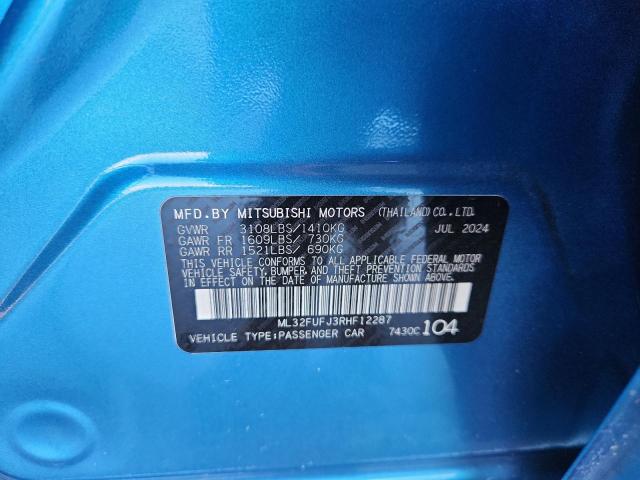 MFD.BY MITSUBISHI MOTORS (THAILAND) CO.,LTD.
GVWR 3108LBS/1410KG JUL 2024
GAWR FR 1609LBS/ 730KG
GAWR RR 1521LBS/ 690KG
THIS VEHICLE CONFORMS TO ALL APPLICABLE FEDERAL MOTOR
VEHICLE SAFETY, BUMPER, AND THEFT PREVENTION STANDARDS
IN EFFECT ON THE DATE OF MANUFACTURE SHOWN ABOVE.
ML32FUFJ3RHF12287
VEHICLE TYPE:PASSENGER CAR 7430C 104